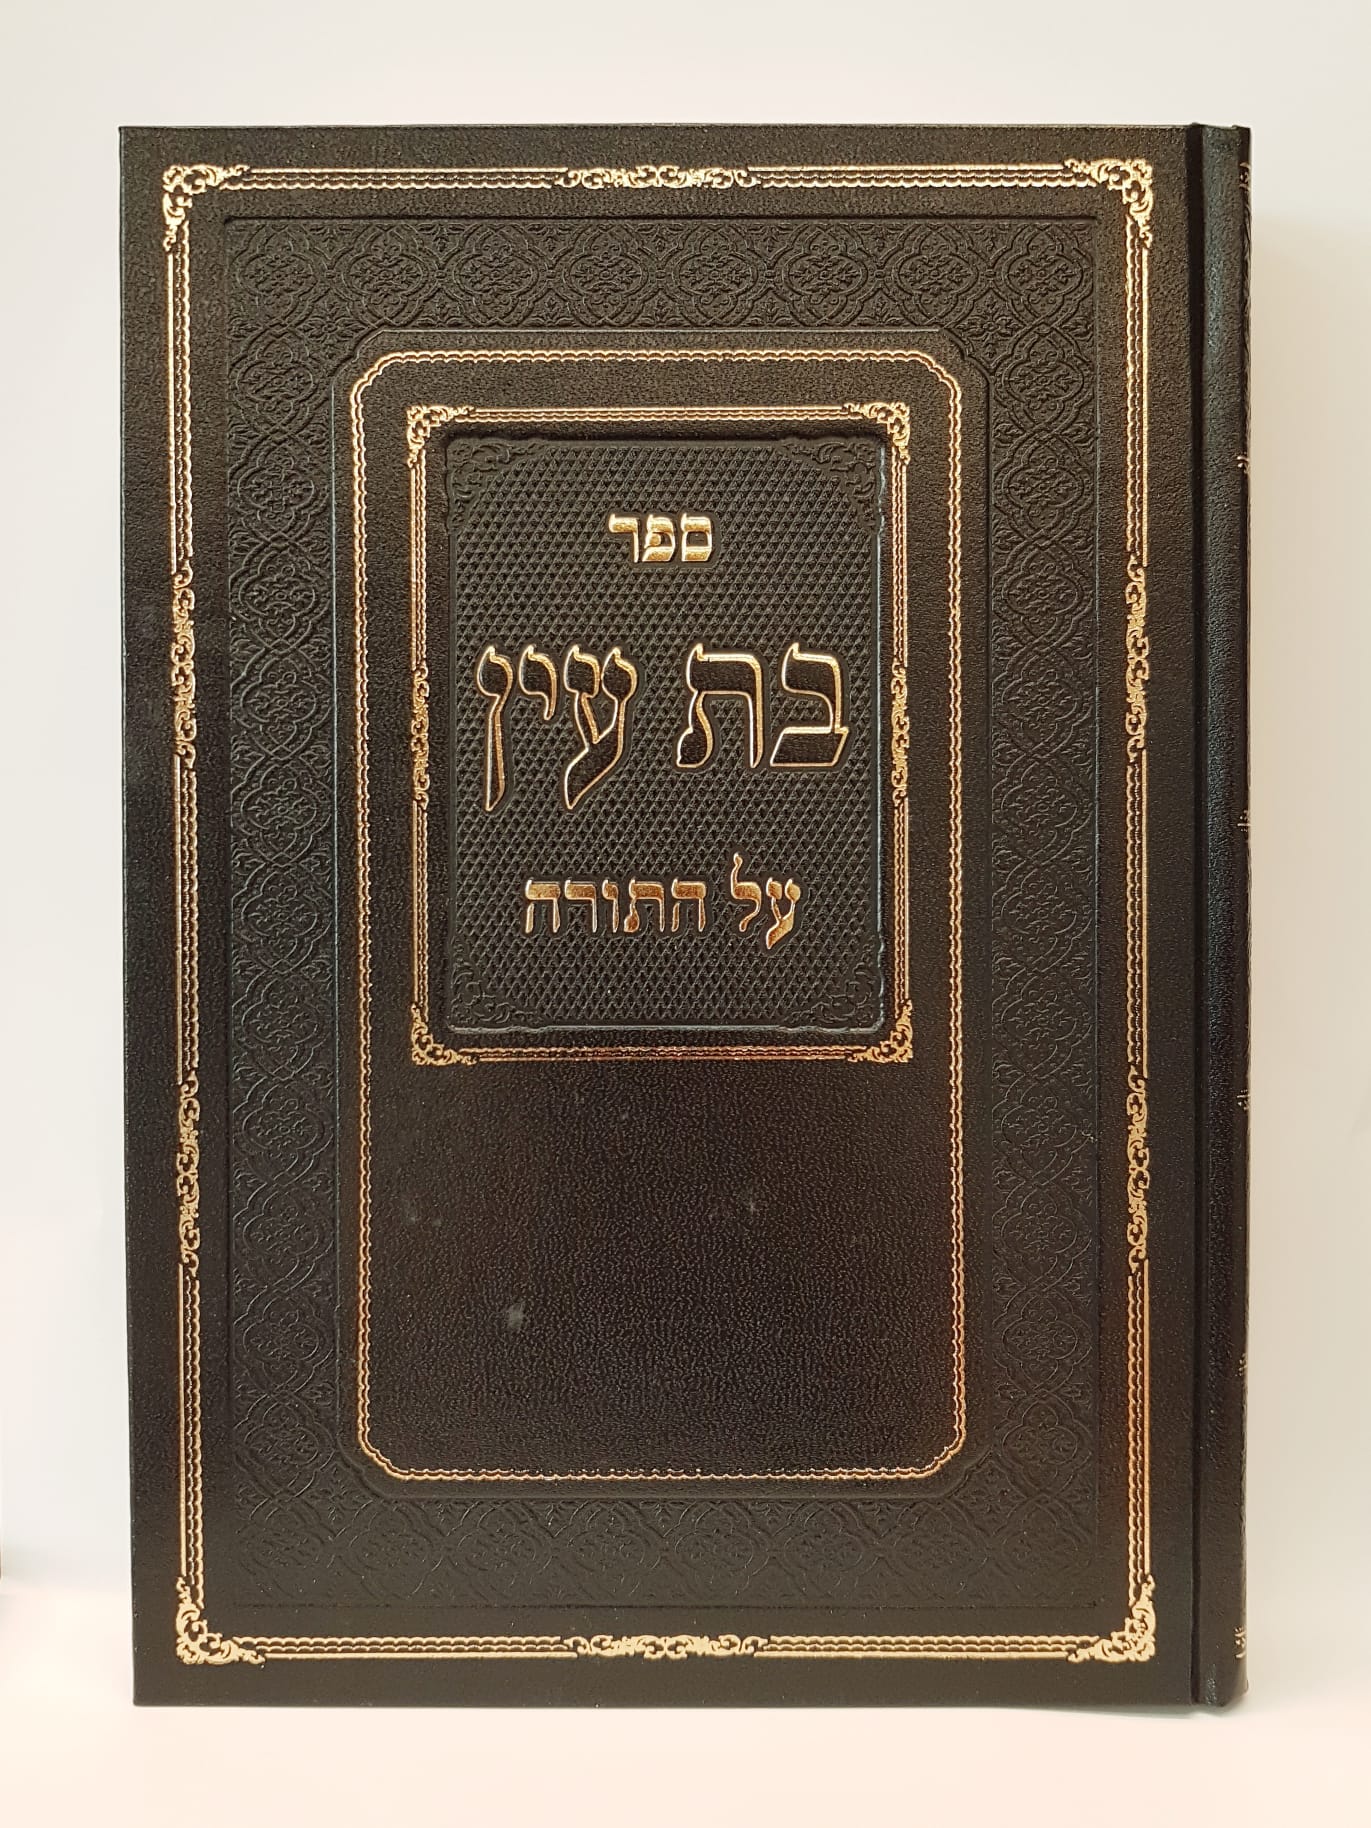 ספר
בת עין
על התורה